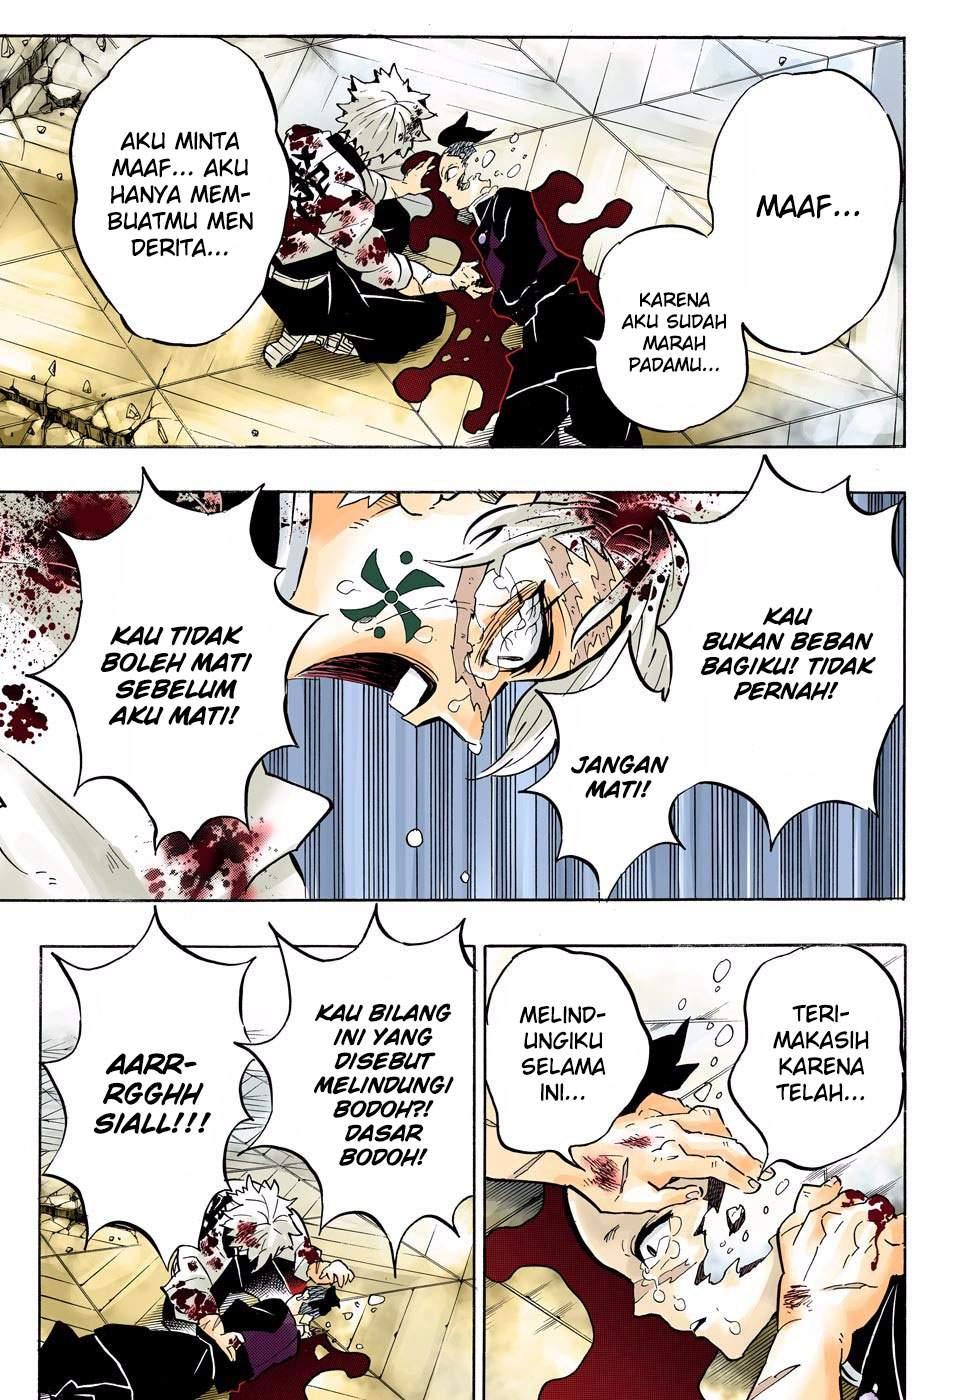 MAAF...
KARENA
AKU SUDAH
MARAH
PADAMU...
AKU MINTA
MAAF... AKU
HANYA MEM-
BUATMU MEN
DERITA...
KAU
BUKAN BEBAN
BAGIKU! TIDAK
PERNAH!
JANGAN
MATI!
KAU TIDAK
BOLEH MATI
SEBELUM
AKU MATI!
TERI-
MAKASIH
KARENA
TELAH...
MELIND-
UNGIKU
SELAMA
INI...
KAU BILANG
INI YANG
DISEBUT
MELINDUNGI
BODOH?!
DASAR
BODOH!
AARR-
RGGHH
SIALL!!!